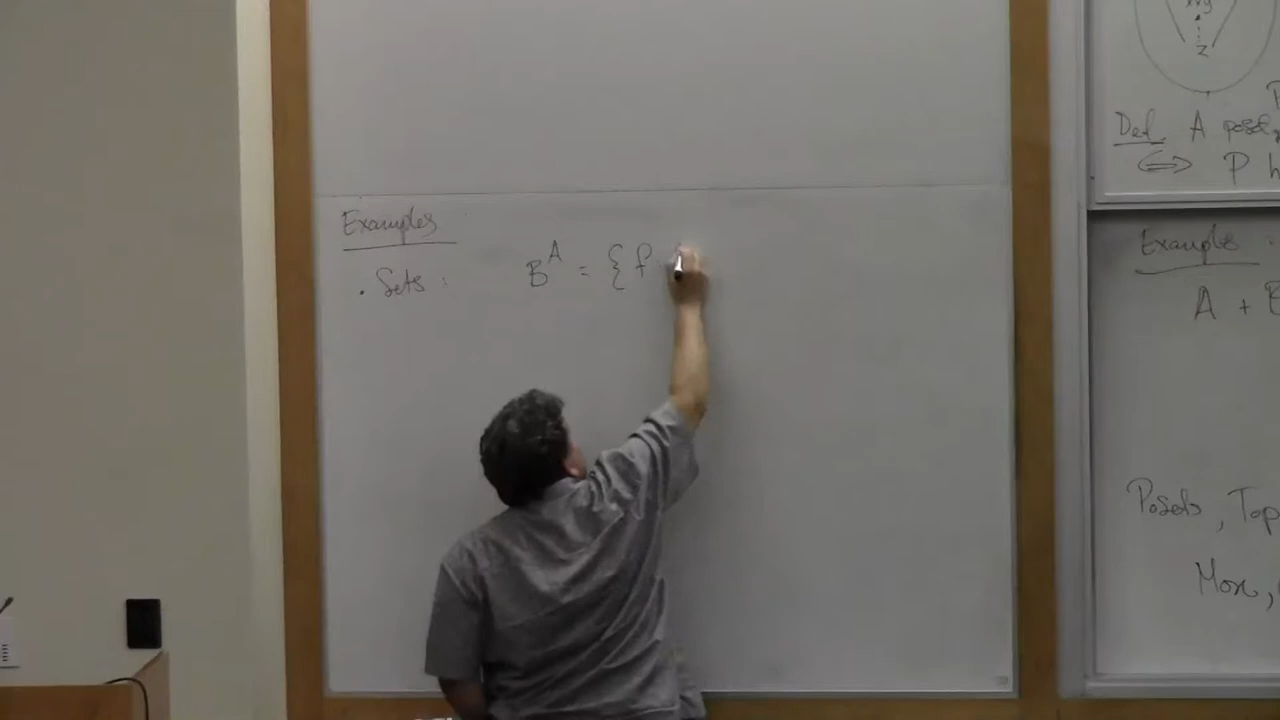 Examples
. Sets : B^A = { f
x∧y
z
Def A poset
⇔ P
Example :
A +
Posets , Top
Mon,